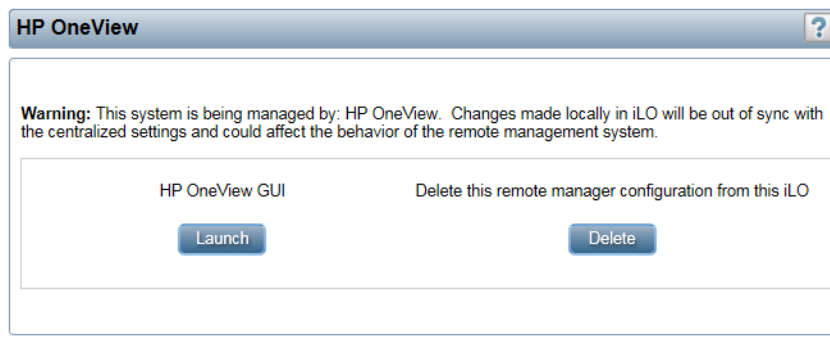 HP OneView
?
Warning: This system is being managed by: HP OneView.  Changes made locally in iLO will be out of sync with
the centralized settings and could affect the behavior of the remote management system.
HP OneView GUI
Delete this remote manager configuration from this iLO
Launch
Delete